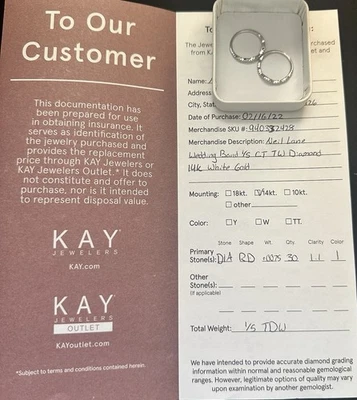 To Our
Customer
This documentation has
been prepared for use
in obtaining insurance. It
serves as identification of
the jewelry purchased and
provides the replacement
price through KAY Jewelers or
KAY Jewelers Outlet.* It does
not constitute and offer to
purchase, nor is it intended
to represent disposal value.
KAY
JEWELERS
KAY.com
KAY
JEWELERS
OUTLET
KAYoutlet.com
*Subject to terms and conditions contained herein.
The Jewe
from K
rchased
et and
Name:
Address
City, Stat
Date of Purchase: 07/16/22
Merchandise SKU#:
Merchandise Description: Neil Lane
Wedding Band 1/5 CT TW Diamond
14k White Gold
Mounting: 18kt. 14kt. 10kt.
other
Color: Y W TT.
Stone Shape Wt. Qty. Clarity Color
Primary
Stone(s): DIA RD .0075 30 I.1 I
Other
Stone(s):
(if applicable)
Total Weight: 1/5 TDW
We have intended to provide accurate diamond grading
information within normal and reasonable gemological
ranges. However, legitimate options of quality may vary
upon examination by another gemologist.